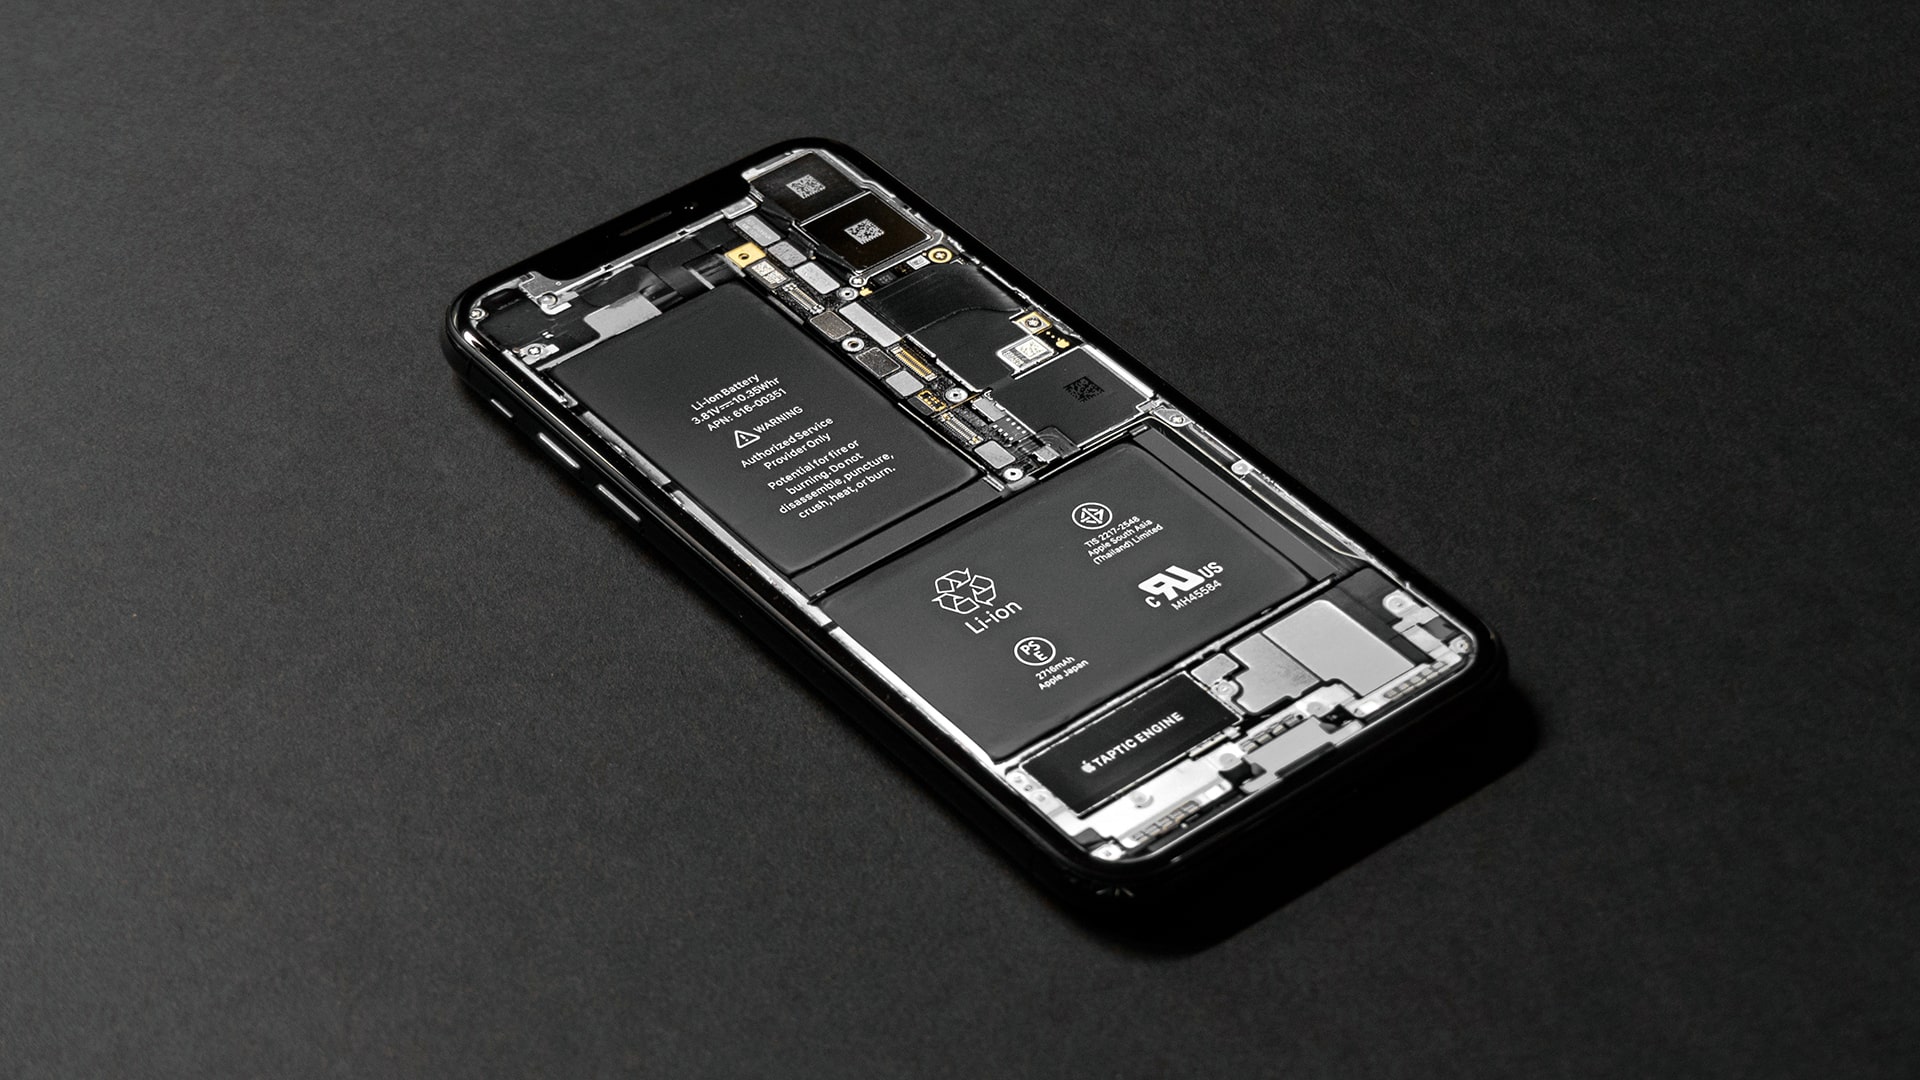 Li-ion Battery
3.81V⎓10.35Whr
APN: 616-00351
WARNING
Authorized Service
Provider Only
Potential for fire or
burning. Do not
disassemble, puncture,
crush, heat, or burn.
TIS 2217-2548
Apple South Asia
(Thailand) Limited
Li-ion
c RU US
MH45584
PS
E
2716mAh
Apple Japan
TAPTIC ENGINE